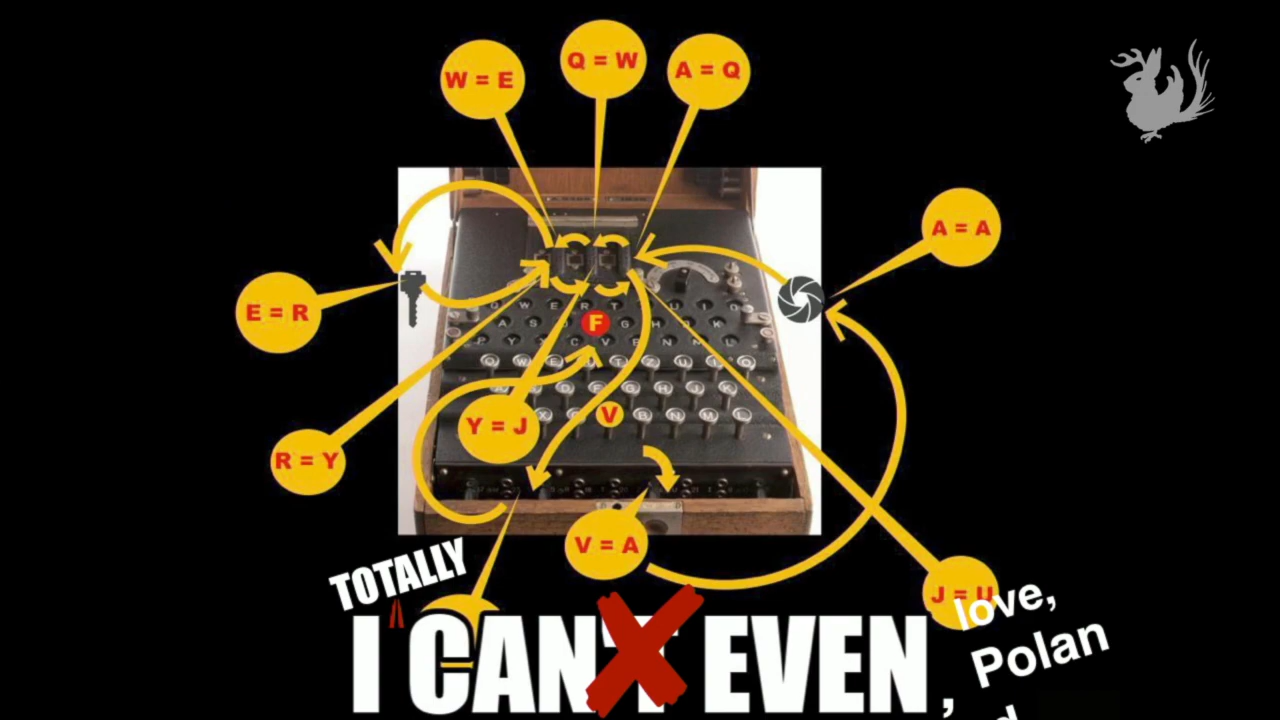 Q = W
A = Q
W = E
A = A
E = R
F
V
Y = J
R = Y
V = A
J = U
TOTALLY
I CAN'T EVEN,
love,
Polan
d